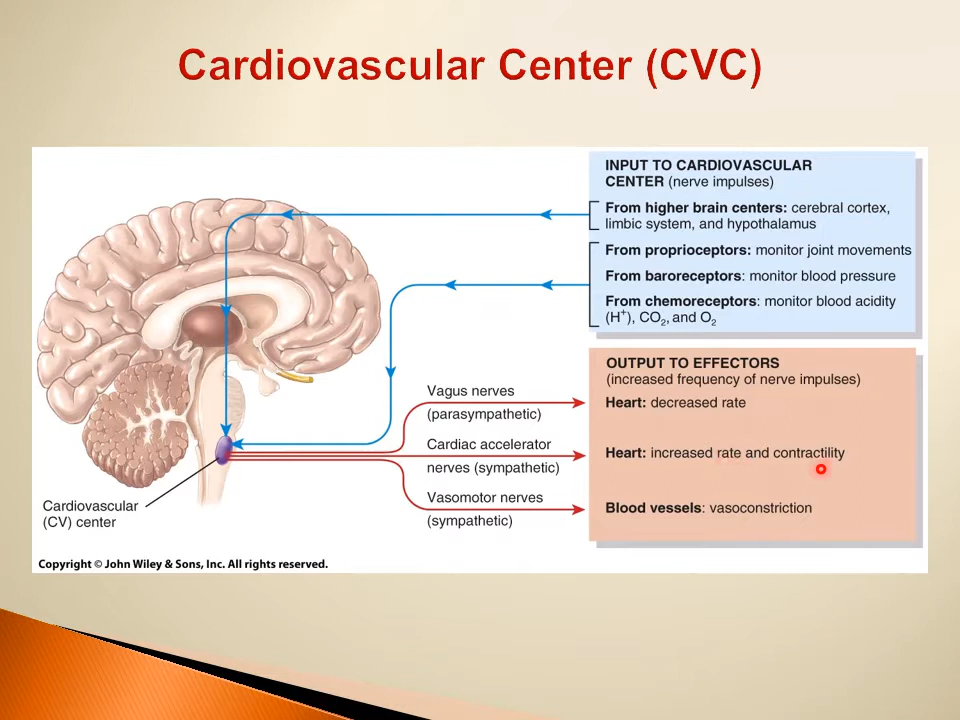 Cardiovascular Center (CVC)
INPUT TO CARDIOVASCULAR
CENTER (nerve impulses)
From higher brain centers: cerebral cortex,
limbic system, and hypothalamus
From proprioceptors: monitor joint movements
From baroreceptors: monitor blood pressure
From chemoreceptors: monitor blood acidity
(H⁺), CO₂, and O₂
OUTPUT TO EFFECTORS
(increased frequency of nerve impulses)
Vagus nerves
(parasympathetic)
Heart: decreased rate
Cardiac accelerator
nerves (sympathetic)
Heart: increased rate and contractility
Vasomotor nerves
(sympathetic)
Blood vessels: vasoconstriction
Cardiovascular
(CV) center
Copyright © John Wiley & Sons, Inc. All rights reserved.